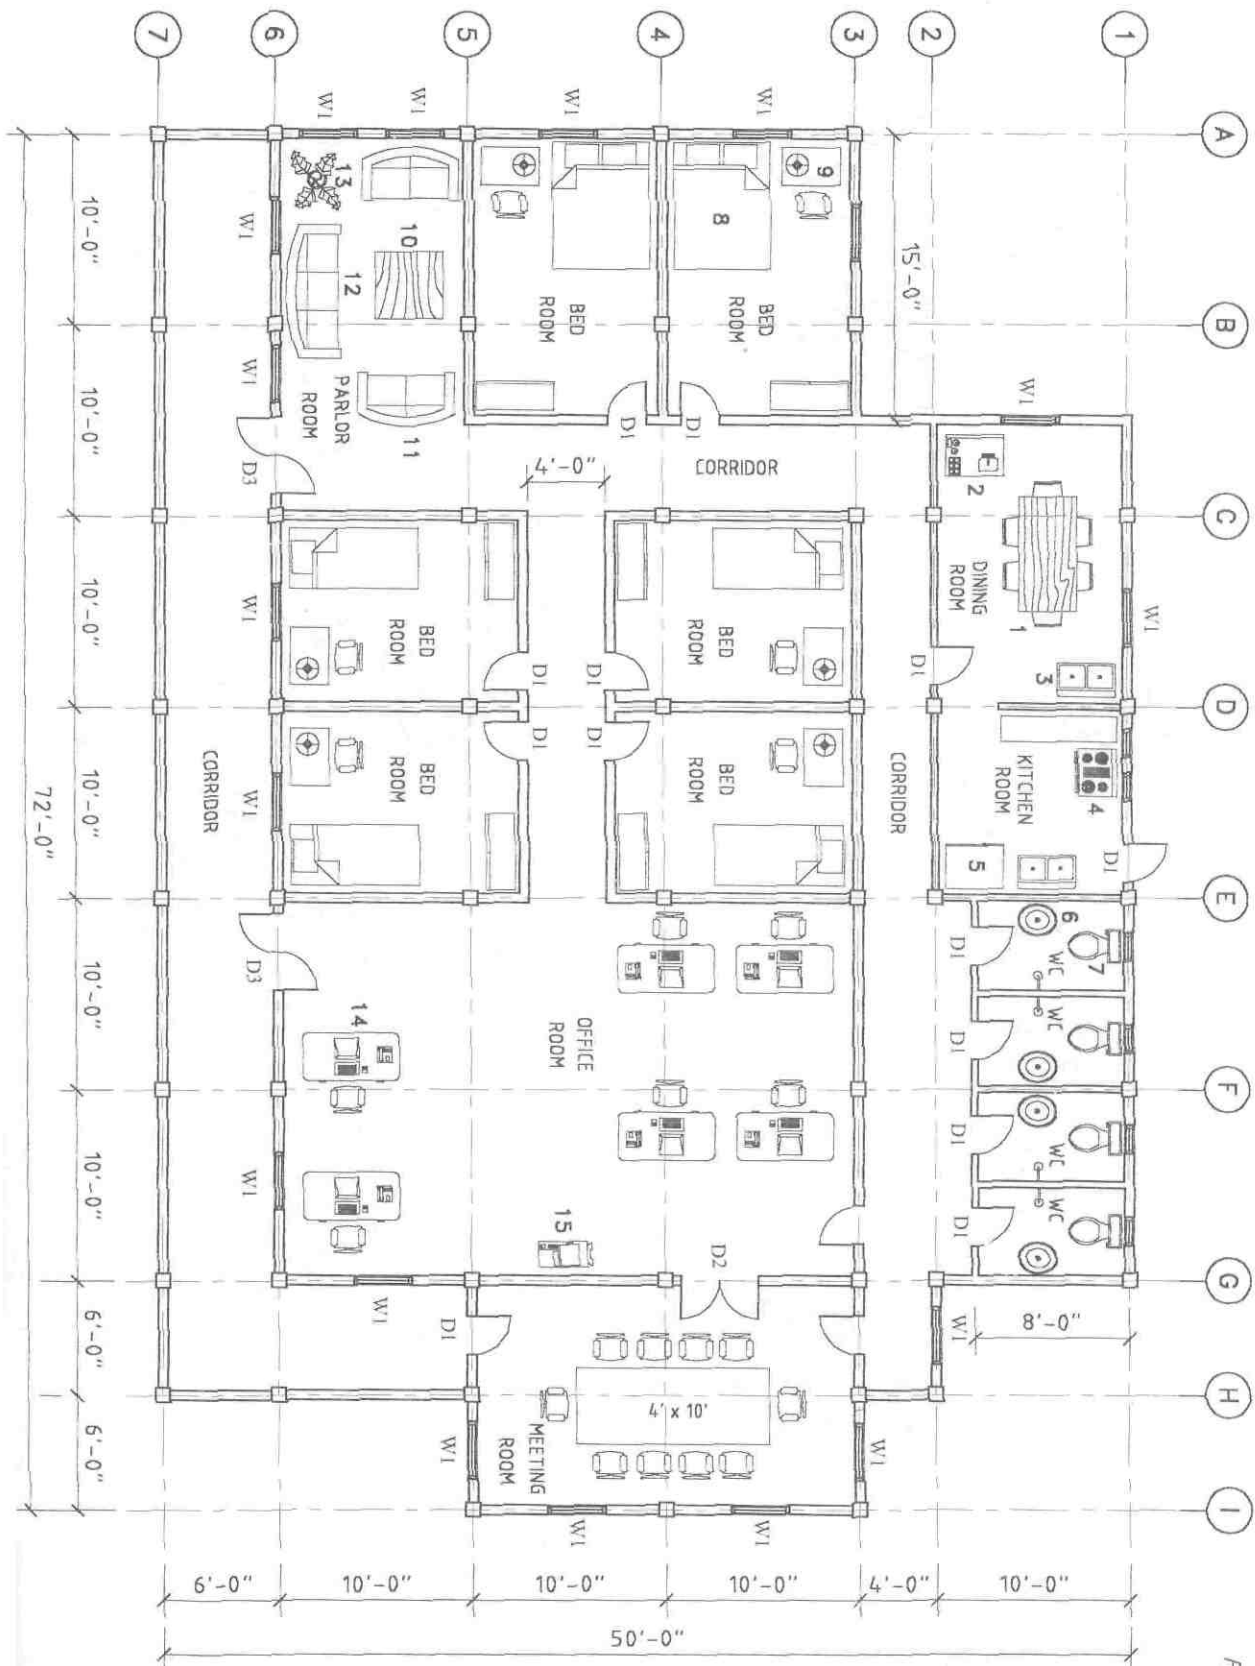 7
6
5
4
3
2
1
A
B
C
D
E
F
G
H
I
W1
W1
W1
W1
15'-0"
10'-0"
10'-0"
10'-0"
10'-0"
10'-0"
10'-0"
6'-0"
6'-0"
72'-0"
W1
W1
W1
W1
W1
13
10
12
11
PARLOR
ROOM
D3
BED
ROOM
8
9
BED
ROOM
D1
D1
4'-0"
CORRIDOR
W1
2
1
DINING
ROOM
W1
3
D1
BED
ROOM
D1
D1
BED
ROOM
BED
ROOM
D1
D1
BED
ROOM
CORRIDOR
CORRIDOR
KITCHEN
ROOM
4
5
D1
6
7
WC
D1
WC
D1
WC
D1
WC
D1
D3
14
OFFICE
ROOM
15
D2
W1
D1
W1
8'-0"
4' x 10'
MEETING
ROOM
W1
W1
W1
W1
6'-0"
10'-0"
10'-0"
10'-0"
4'-0"
10'-0"
50'-0"